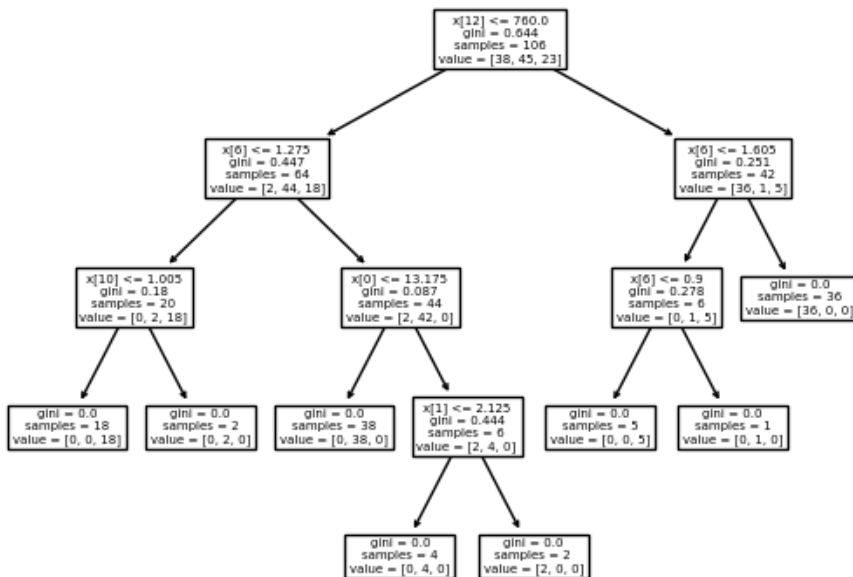 x[12] <= 760.0
gini = 0.644
samples = 106
value = [38, 45, 23]
x[6] <= 1.275
gini = 0.447
samples = 64
value = [2, 44, 18]
x[6] <= 1.605
gini = 0.251
samples = 42
value = [36, 1, 5]
x[10] <= 1.005
gini = 0.18
samples = 20
value = [0, 2, 18]
x[0] <= 13.175
gini = 0.087
samples = 44
value = [2, 42, 0]
x[6] <= 0.9
gini = 0.278
samples = 6
value = [0, 1, 5]
gini = 0.0
samples = 36
value = [36, 0, 0]
gini = 0.0
samples = 18
value = [0, 0, 18]
gini = 0.0
samples = 2
value = [0, 2, 0]
gini = 0.0
samples = 38
value = [0, 38, 0]
x[1] <= 2.125
gini = 0.444
samples = 6
value = [2, 4, 0]
gini = 0.0
samples = 5
value = [0, 0, 5]
gini = 0.0
samples = 1
value = [0, 1, 0]
gini = 0.0
samples = 4
value = [0, 4, 0]
gini = 0.0
samples = 2
value = [2, 0, 0]